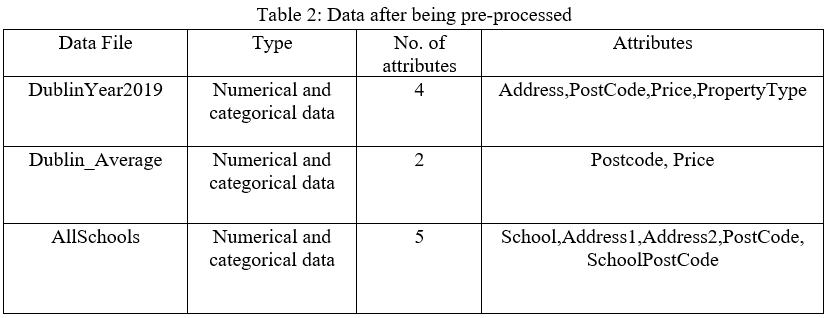 Table 2: Data after being pre-processed
Data File Type No. of attributes Attributes
DublinYear2019 Numerical and categorical data 4 Address,PostCode,Price,PropertyType
Dublin_Average Numerical and categorical data 2 Postcode, Price
AllSchools Numerical and categorical data 5 School,Address1,Address2,PostCode, SchoolPostCode